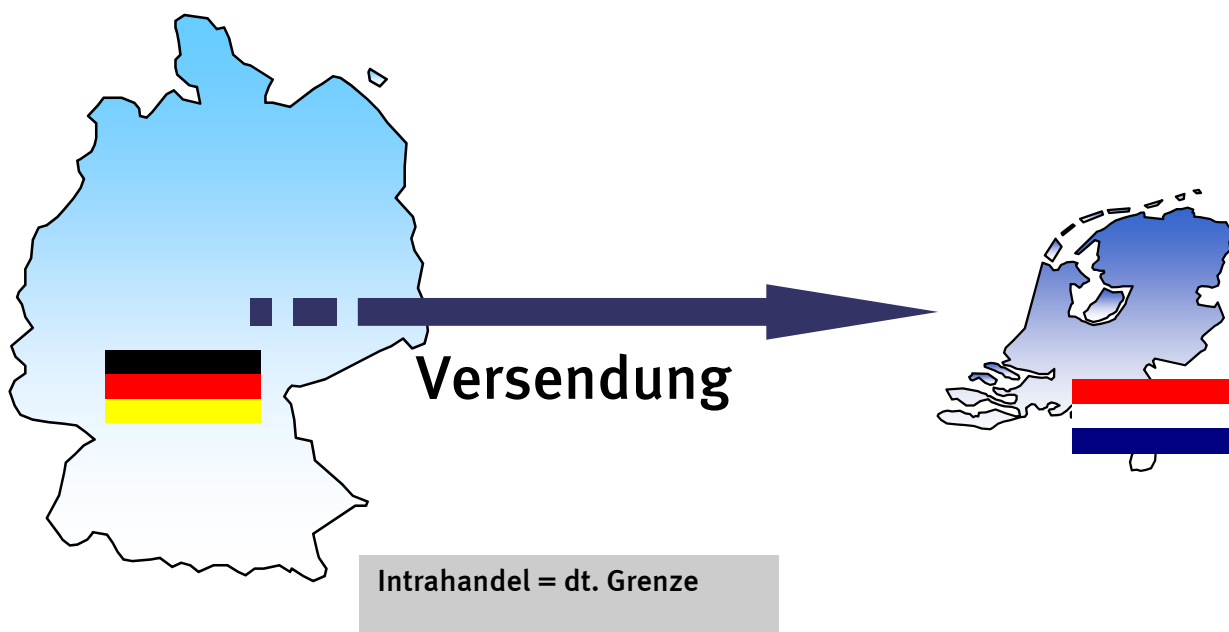 Versendung
Intrahandel = dt. Grenze